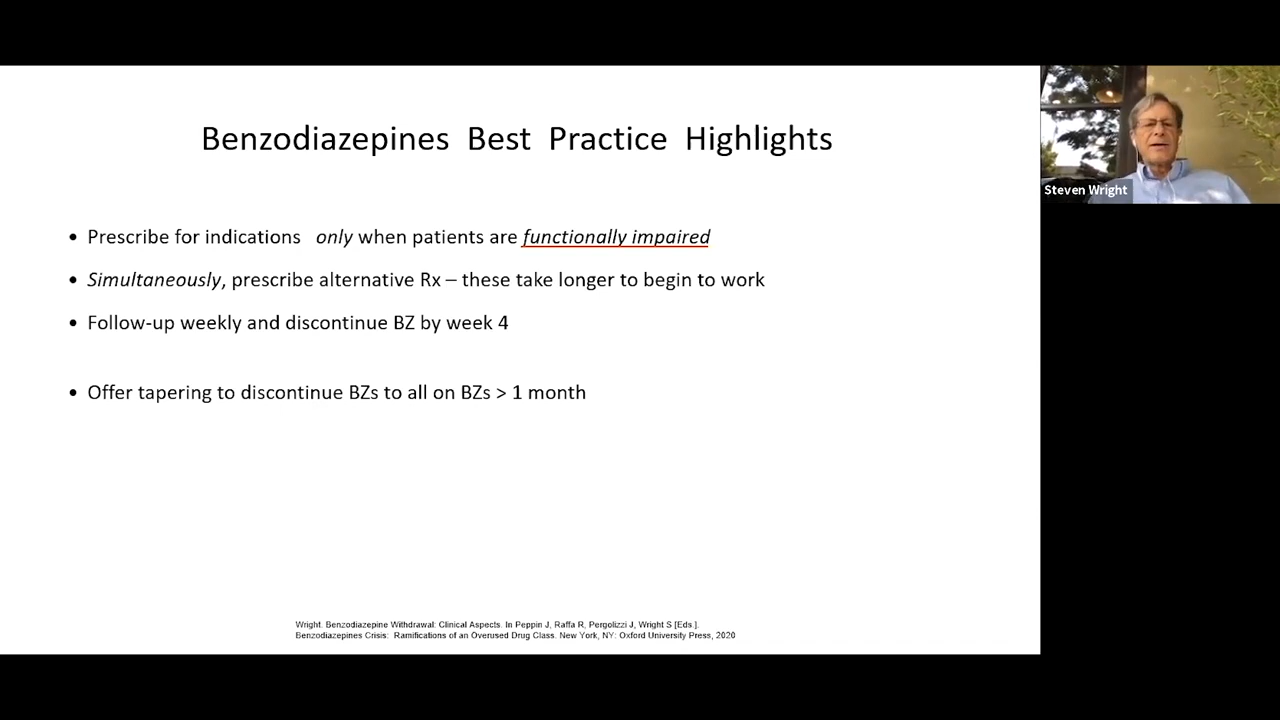 Benzodiazepines Best Practice Highlights
• Prescribe for indications only when patients are functionally impaired
• Simultaneously, prescribe alternative Rx – these take longer to begin to work
• Follow-up weekly and discontinue BZ by week 4
• Offer tapering to discontinue BZs to all on BZs > 1 month
Wright. Benzodiazepine Withdrawal: Clinical Aspects. In Peppin J, Raffa R, Pergolizzi J, Wright S [Eds.].
Benzodiazepines Crisis: Ramifications of an Overused Drug Class. New York, NY: Oxford University Press, 2020
Steven Wright